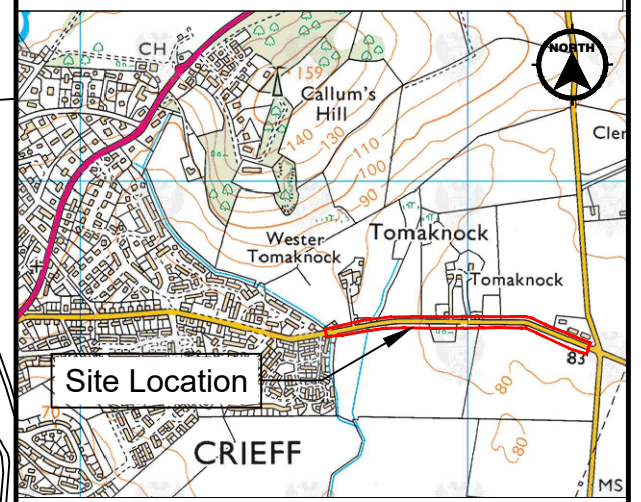 CH
NORTH
159
Callum's
Hill
140
130
110
100
90
Cler
Wester
Tomaknock
Tomaknock
Tomaknock
83
Site Location
80
70
CRIEFF
80
MS